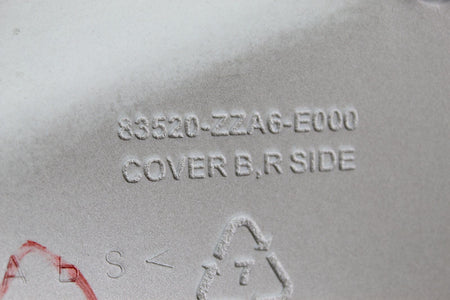 83520-ZZA6-E000
COVER B,R SIDE
ABS<
7